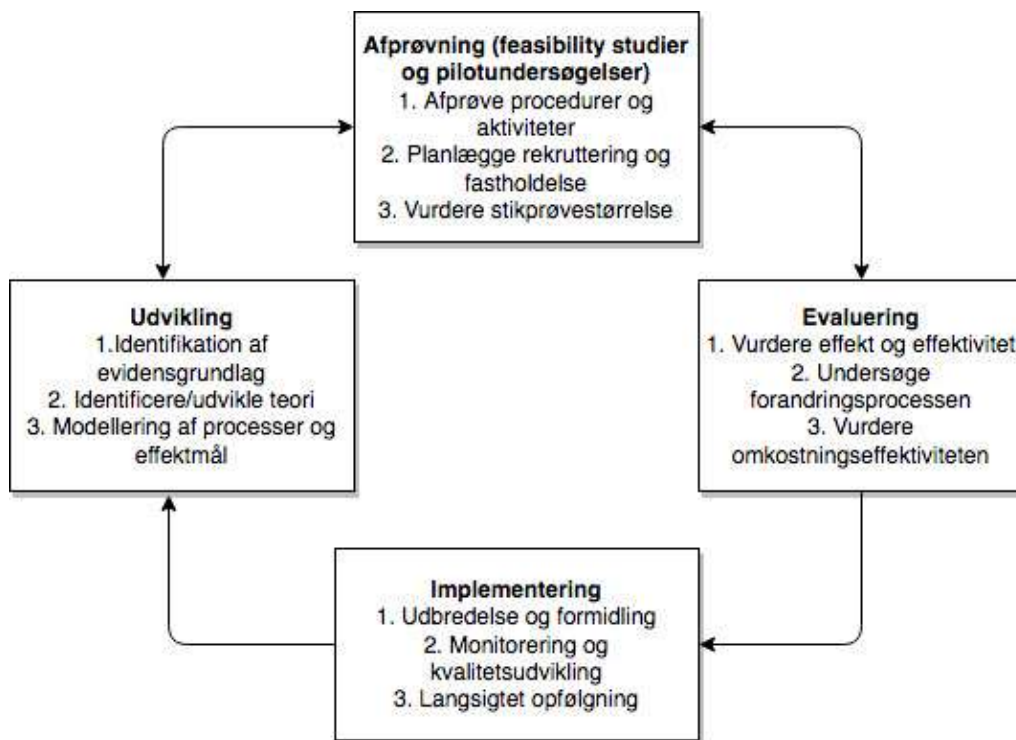 Afprøvning (feasibility studier
og pilotundersøgelser)
1. Afprøve procedurer og
aktiviteter
2. Planlægge rekruttering og
fastholdelse
3. Vurdere stikprøvestørrelse
Udvikling
1.Identifikation af
evidensgrundlag
2. Identificere/udvikle teori
3. Modellering af processer og
effektmål
Evaluering
1. Vurdere effekt og effektivitet
2. Undersøge
forandringsprocessen
3. Vurdere
omkostningseffektiviteten
Implementering
1. Udbredelse og formidling
2. Monitorering og
kvalitetsudvikling
3. Langsigtet opfølgning